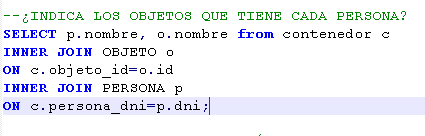 --¿INDICA LOS OBJETOS QUE TIENE CADA PERSONA?
SELECT p.nombre, o.nombre from contenedor c
INNER JOIN OBJETO o
ON c.objeto_id=o.id
INNER JOIN PERSONA p
ON c.persona_dni=p.dni;